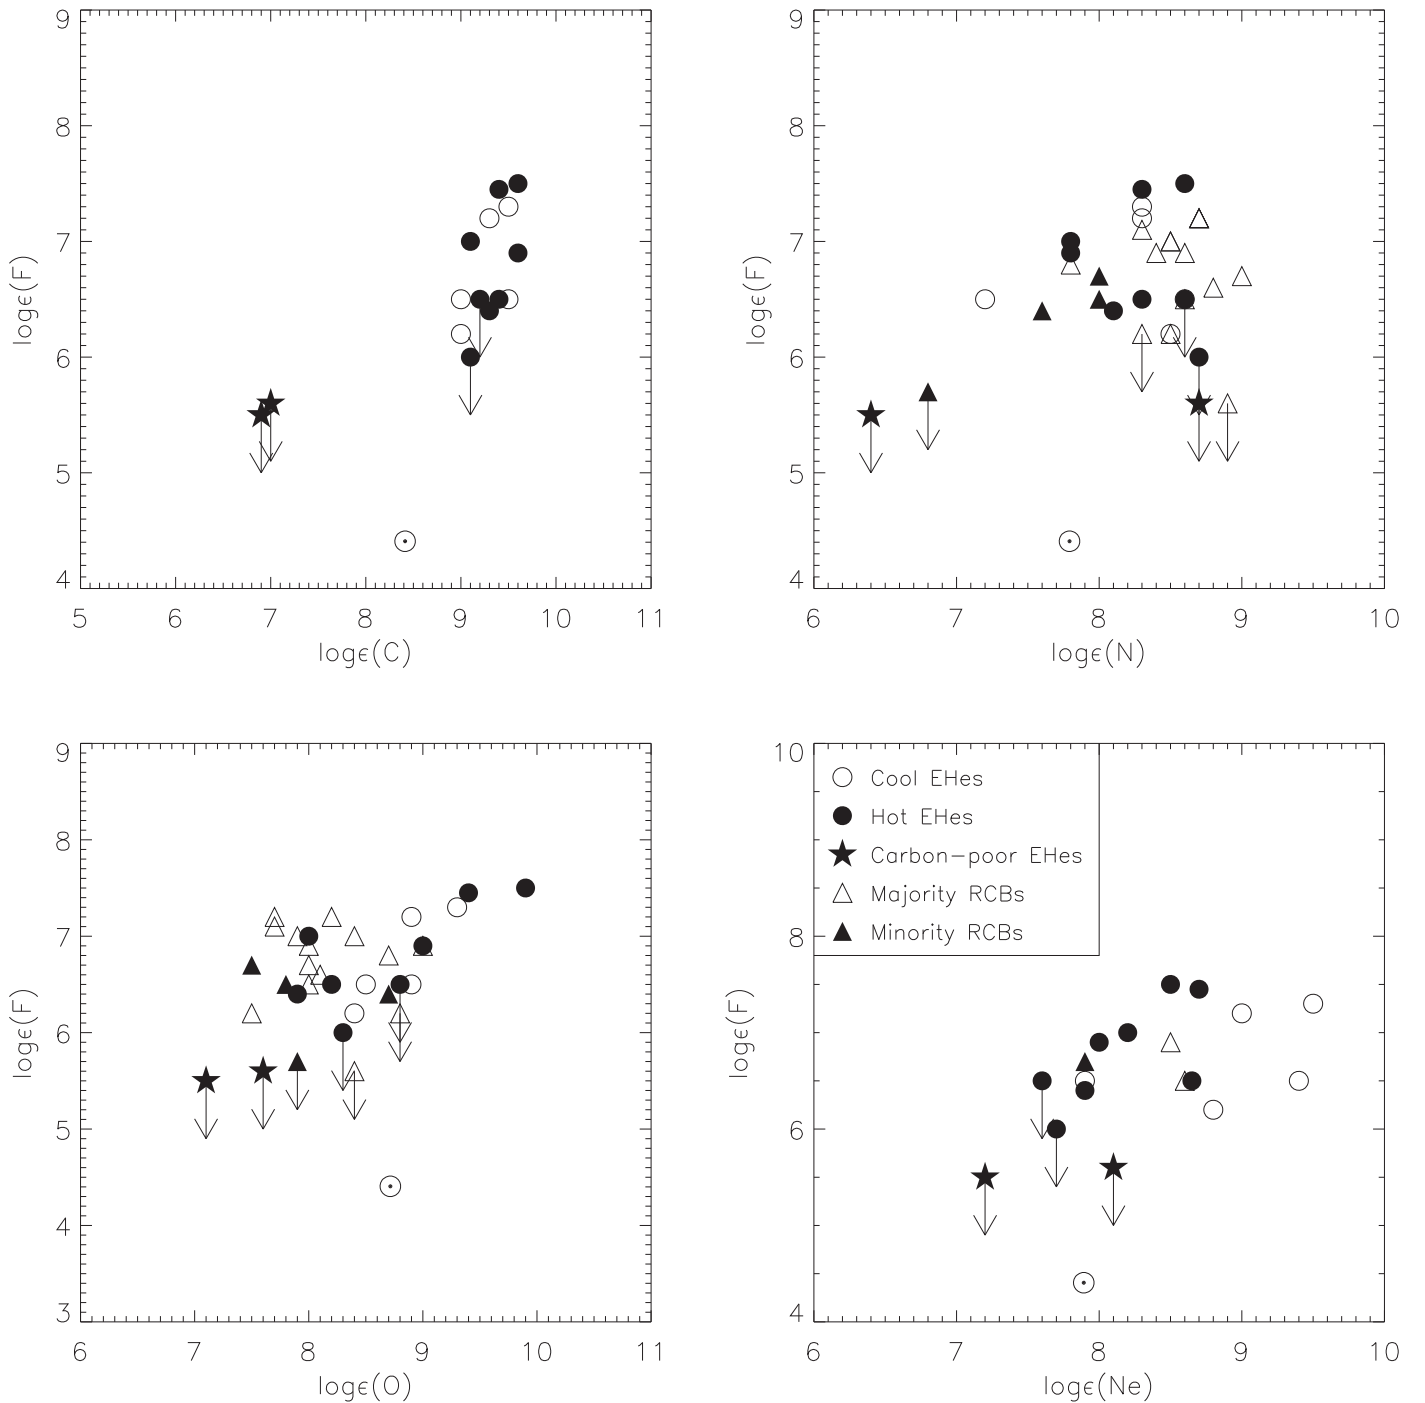 9
8
7
6
5
4
logϵ(F)
5 6 7 8 9 10 11
logϵ(C)
9
8
7
6
5
4
logϵ(F)
6 7 8 9 10
logϵ(N)
9
8
7
6
5
4
3
logϵ(F)
6 7 8 9 10 11
logϵ(O)
10
8
6
4
logϵ(F)
Cool EHes
Hot EHes
Carbon-poor EHes
Majority RCBs
Minority RCBs
6 7 8 9 10
logϵ(Ne)